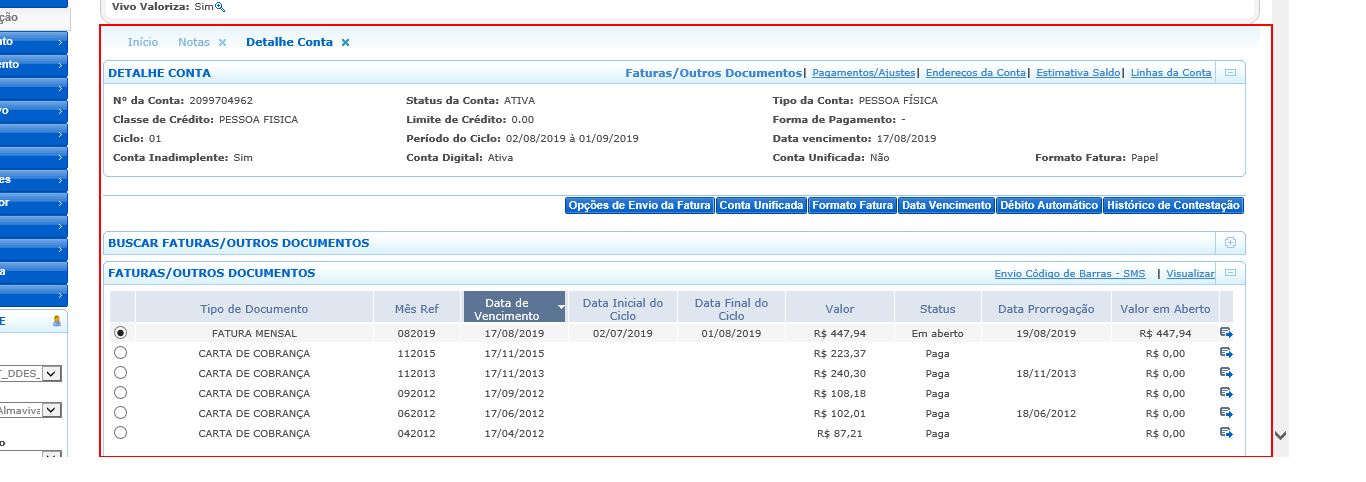 Vivo Valoriza: Sim
ção
nto
ento
vo
es
or
a
E
T_DDES_
Almaviva
o
Início Notas × Detalhe Conta ×
DETALHE CONTA Faturas/Outros Documentos| Pagamentos/Ajustes| Endereços da Conta| Estimativa Saldo| Linhas da Conta
Nº da Conta: 2099704962 Status da Conta: ATIVA Tipo da Conta: PESSOA FÍSICA
Classe de Crédito: PESSOA FISICA Limite de Crédito: 0.00 Forma de Pagamento: -
Ciclo: 01 Período do Ciclo: 02/08/2019 à 01/09/2019 Data vencimento: 17/08/2019
Conta Inadimplente: Sim Conta Digital: Ativa Conta Unificada: Não Formato Fatura: Papel
Opções de Envio da Fatura Conta Unificada Formato Fatura Data Vencimento Débito Automático Histórico de Contestação
BUSCAR FATURAS/OUTROS DOCUMENTOS
FATURAS/OUTROS DOCUMENTOS Envio Código de Barras - SMS | Visualizar
Tipo de Documento Mês Ref Data de Vencimento Data Inicial do Ciclo Data Final do Ciclo Valor Status Data Prorrogação Valor em Aberto
FATURA MENSAL 082019 17/08/2019 02/07/2019 01/08/2019 R$ 447,94 Em aberto 19/08/2019 R$ 447,94
CARTA DE COBRANÇA 112015 17/11/2015 R$ 223,37 Paga R$ 0,00
CARTA DE COBRANÇA 112013 17/11/2013 R$ 240,30 Paga 18/11/2013 R$ 0,00
CARTA DE COBRANÇA 092012 17/09/2012 R$ 108,18 Paga R$ 0,00
CARTA DE COBRANÇA 062012 17/06/2012 R$ 102,01 Paga 18/06/2012 R$ 0,00
CARTA DE COBRANÇA 042012 17/04/2012 R$ 87,21 Paga R$ 0,00